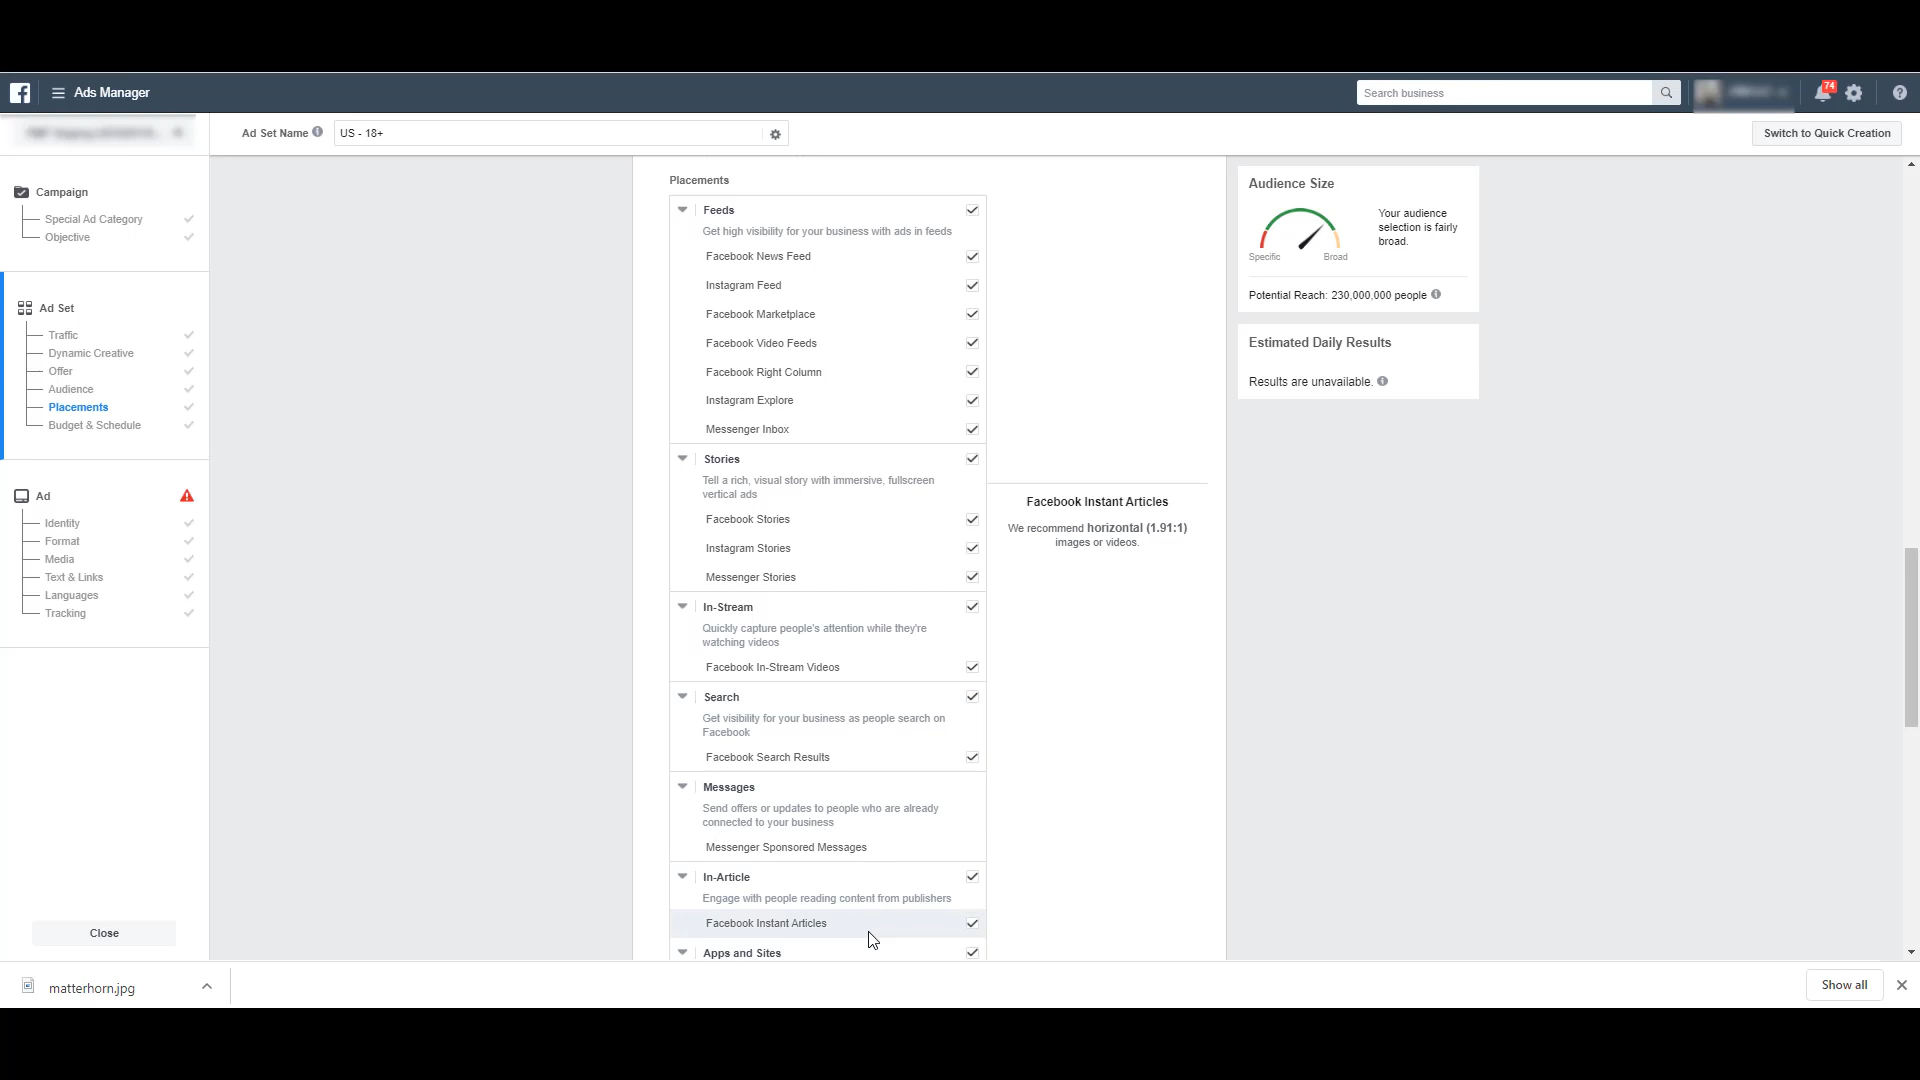 Ads Manager
Search business
74
Ad Set Name
US - 18+
Switch to Quick Creation
Campaign
Special Ad Category
Objective
Ad Set
Traffic
Dynamic Creative
Offer
Audience
Placements
Budget & Schedule
Ad
Identity
Format
Media
Text & Links
Languages
Tracking
Close
Placements
Feeds
Get high visibility for your business with ads in feeds
Facebook News Feed
Instagram Feed
Facebook Marketplace
Facebook Video Feeds
Facebook Right Column
Instagram Explore
Messenger Inbox
Stories
Tell a rich, visual story with immersive, fullscreen
vertical ads
Facebook Stories
Instagram Stories
Messenger Stories
In-Stream
Quickly capture people's attention while they're
watching videos
Facebook In-Stream Videos
Search
Get visibility for your business as people search on
Facebook
Facebook Search Results
Messages
Send offers or updates to people who are already
connected to your business
Messenger Sponsored Messages
In-Article
Engage with people reading content from publishers
Facebook Instant Articles
Apps and Sites
Facebook Instant Articles
We recommend horizontal (1.91:1)
images or videos.
Audience Size
Your audience
selection is fairly
broad.
Specific
Broad
Potential Reach: 230,000,000 people
Estimated Daily Results
Results are unavailable.
matterhorn.jpg
Show all